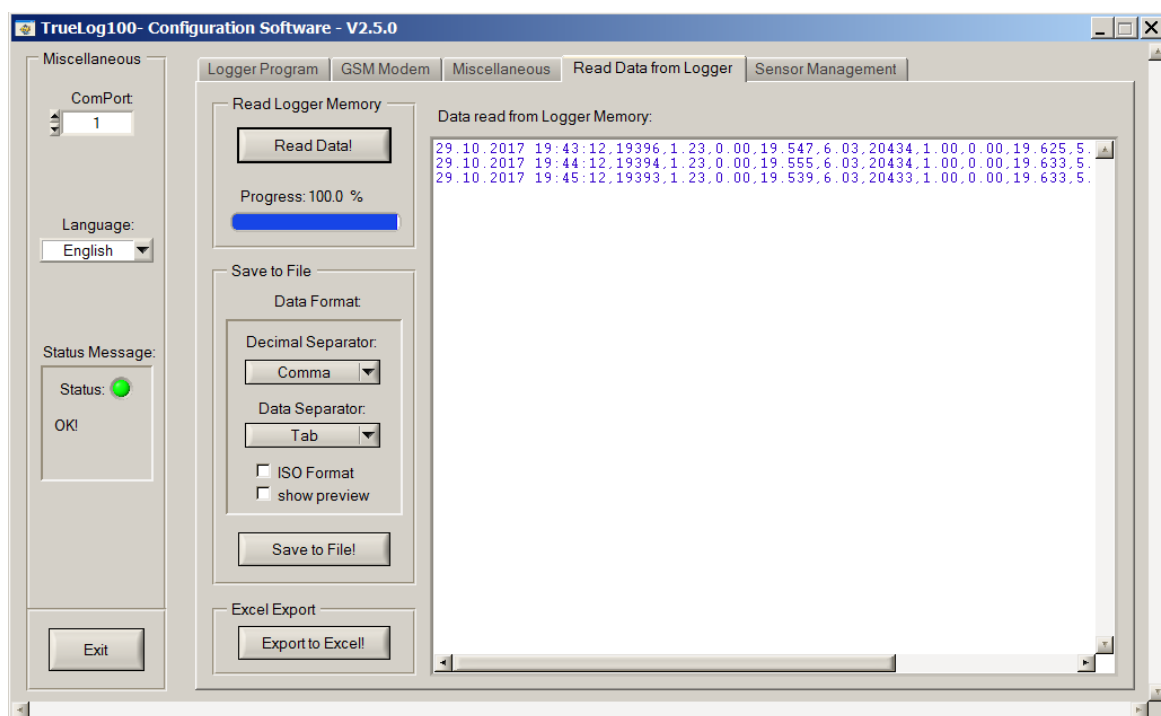 TrueLog100- Configuration Software - V2.5.0
Miscellaneous
ComPort:
1
Language:
English
Status Message:
Status:
OK!
Exit
Logger Program
GSM Modem
Miscellaneous
Read Data from Logger
Sensor Management
Read Logger Memory
Read Data!
Progress: 100.0 %
Save to File
Data Format:
Decimal Separator:
Comma
Data Separator:
Tab
ISO Format
show preview
Save to File!
Excel Export
Export to Excel!
Data read from Logger Memory:
29.10.2017 19:43:12,19396,1.23,0.00,19.547,6.03,20434,1.00,0.00,19.625,5.
29.10.2017 19:44:12,19394,1.23,0.00,19.555,6.03,20434,1.00,0.00,19.633,5.
29.10.2017 19:45:12,19393,1.23,0.00,19.539,6.03,20433,1.00,0.00,19.633,5.